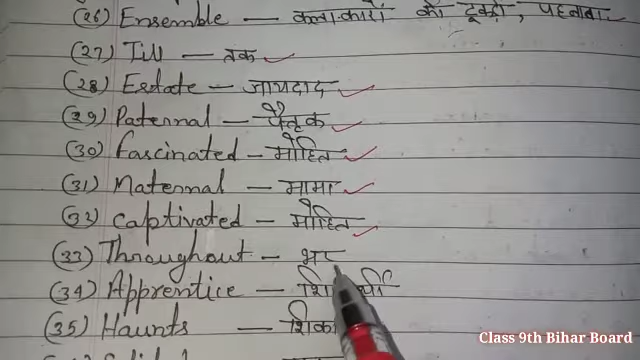 (26) Ensemble — कलाकारों की टुकड़ी, पहनावा
(27) Till — तक
(28) Estate — जायदाद
(29) Paternal — पैतृक
(30) Fascinated — मोहित
(31) Maternal — मामा
(32) Captivated — मोहित
(33) Throughout — भर
(34) Apprentice —
(35) Haunts —
Class 9th Bihar Board